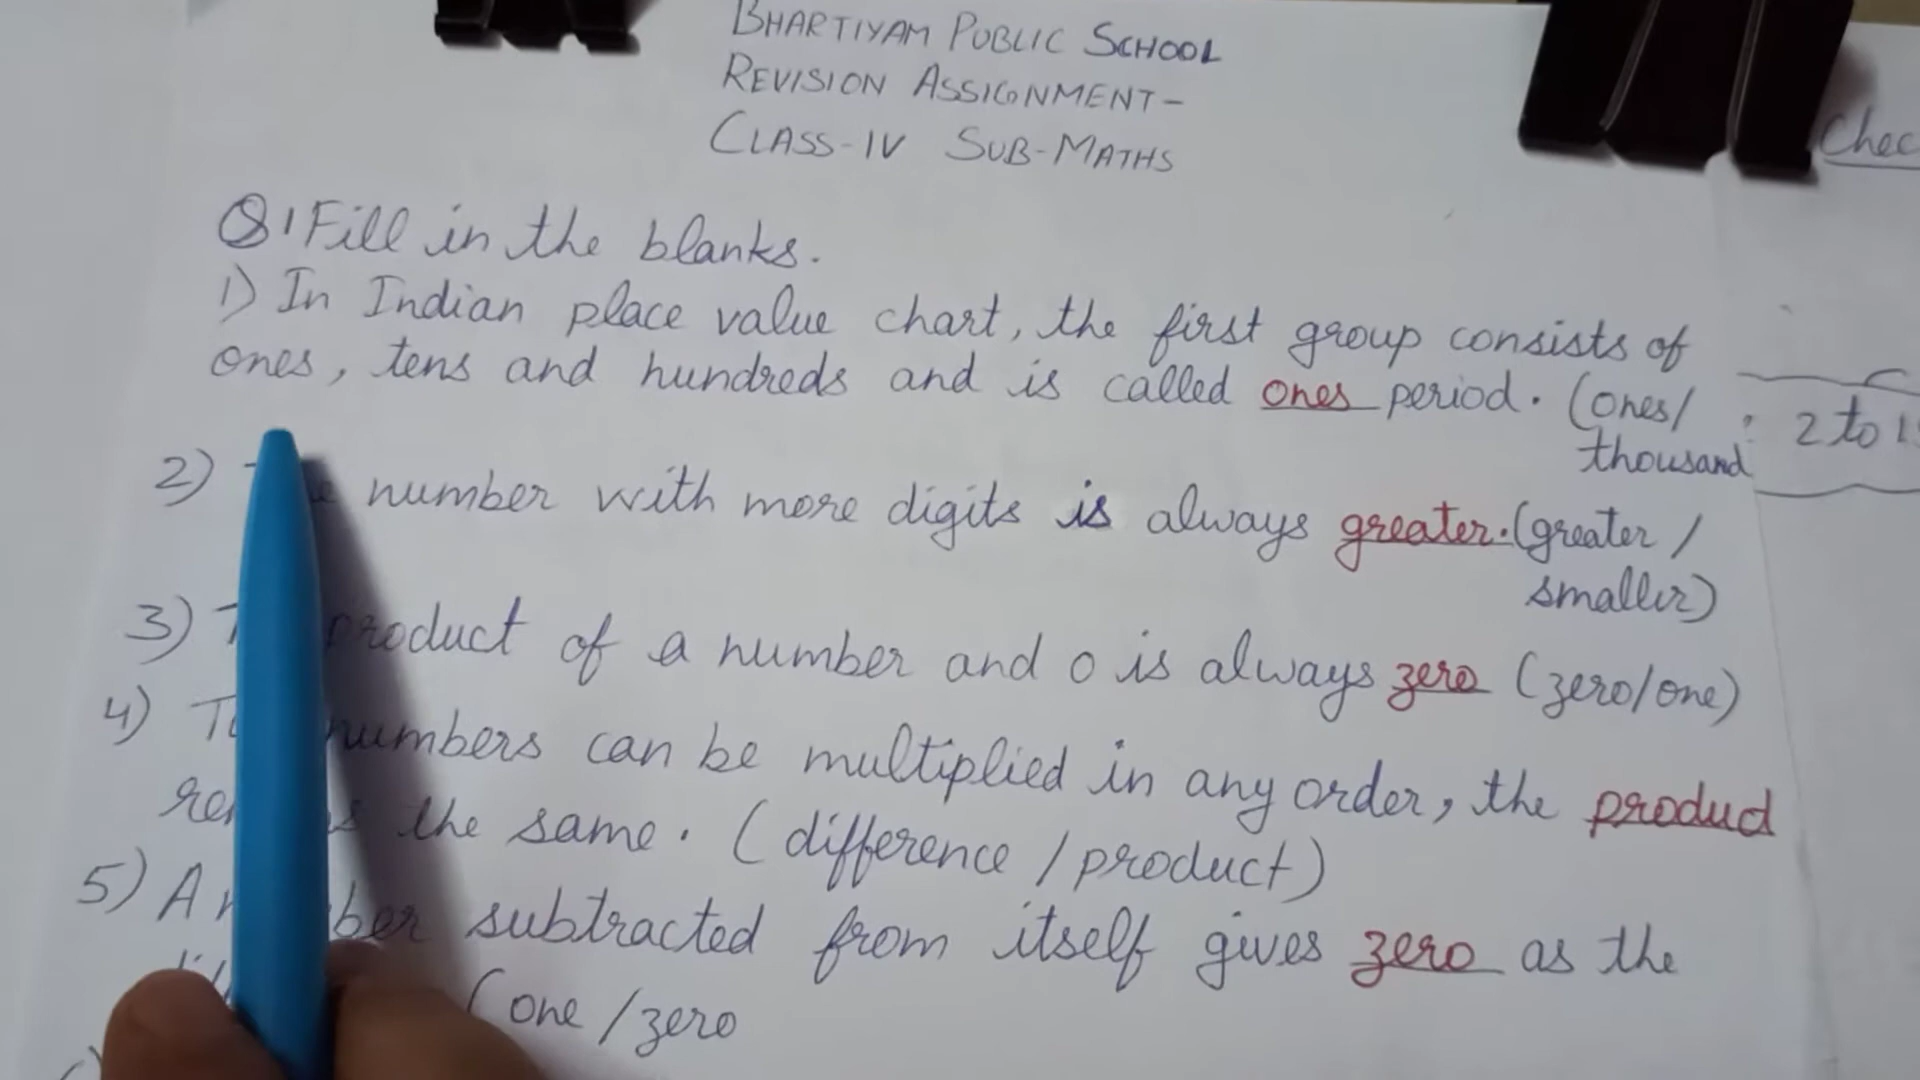 BHARTIYAM PUBLIC SCHOOL
REVISION ASSIGNMENT-
CLASS-IV SUB-MATHS
Q1 Fill in the blanks.
1) In Indian place value chart, the first group consists of
ones, tens and hundreds and is called ones period. (ones/
thousand
2) number with more digits is always greater. (greater /
smaller)
3) product of a number and 0 is always zero (zero/one)
4) numbers can be multiplied in any order, the product
the same. (difference / product)
5) A subtracted from itself gives zero as the
(one / zero
2 to